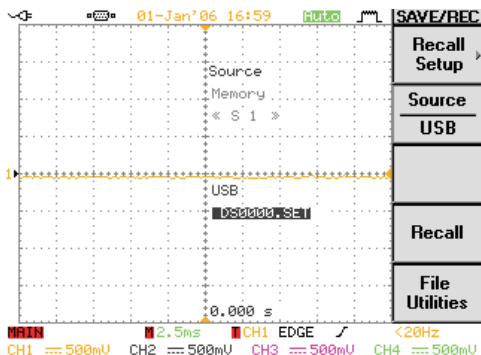 01-Jan'06 16:59 Auto SAVE/REC
Recall
Setup
Source
USB
Recall
File
Utilities
Source
Memory
« S 1 »
1
USB
DS0000.SET
0.000 s
MAIN M 2.5ms T CH1 EDGE <20Hz
CH1 500mV CH2 500mV CH3 500mV CH4 500mV